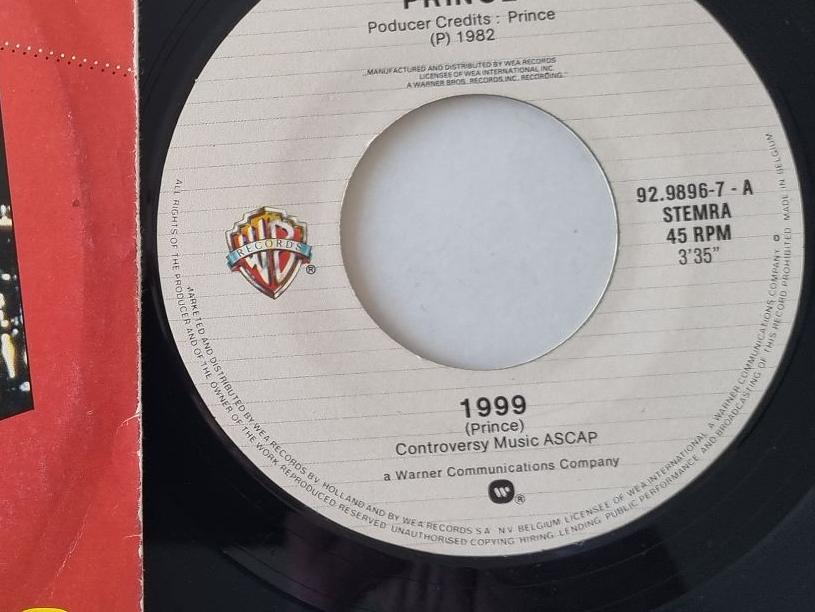 PRINCE
Poducer Credits : Prince
(P) 1982
„MANUFACTURED AND DISTRIBUTED BY WEA RECORDS
LICENSEE OF WEA INTERNATIONAL INC.
A WARNER BROS. RECORDS INC. RECORDING."
92.9896-7 - A
STEMRA
45 RPM
3'35"
W B
RECORDS
®
1999
(Prince)
Controversy Music ASCAP
a Warner Communications Company
®
ALL RIGHTS OF THE PRODUCER AND OF THE OWNER OF THE WORK REPRODUCED RESERVED UNAUTHORISED COPYING HIRING LENDING PUBLIC PERFORMANCE AND BROADCASTING OF THIS RECORD PROHIBITED MADE IN BELGIUM
MARKETED AND DISTRIBUTED BY WEA RECORDS BV HOLLAND AND BY WEA RECORDS S A N V BELGIUM LICENSEE OF WEA INTERNATIONAL A WARNER COMMUNICATIONS COMPANY